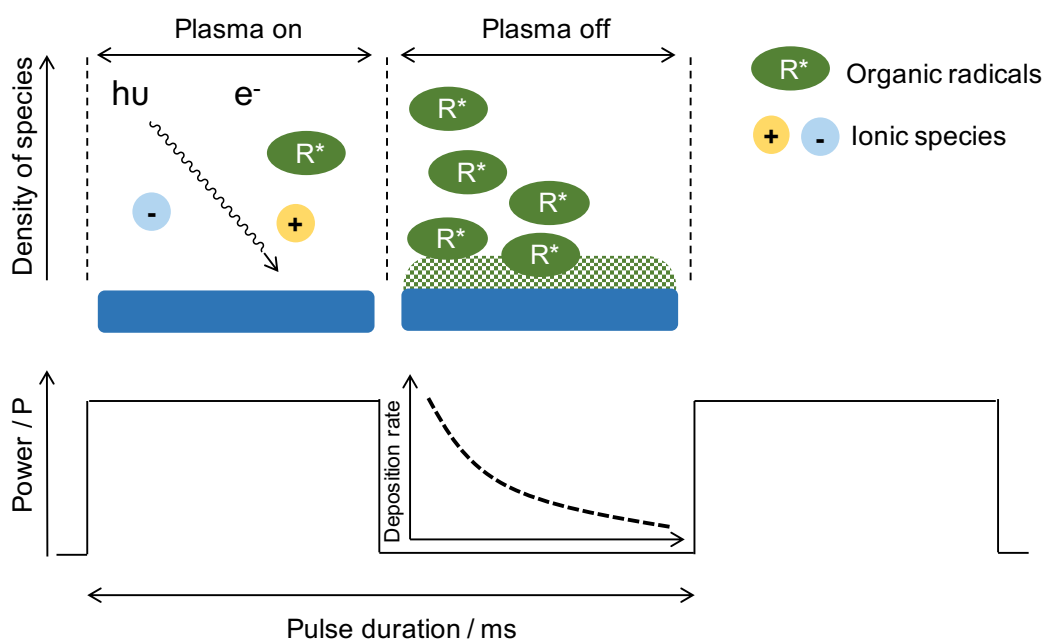 Plasma on
Plasma off
Density of species
hυ
e-
R*
-
+
R*
R*
R*
R*
R*
R*
Organic radicals
+
-
Ionic species
Power / P
Deposition rate
Pulse duration / ms